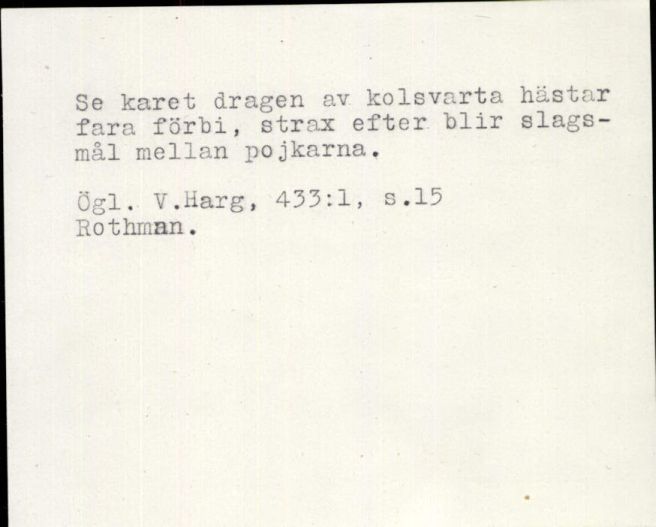 Se karet dragen av kolsvarta hästar
fara förbi, strax efter blir slags-
mål mellan pojkarna.
Ögl. V.Harg, 433:1, s.15
Rothman.